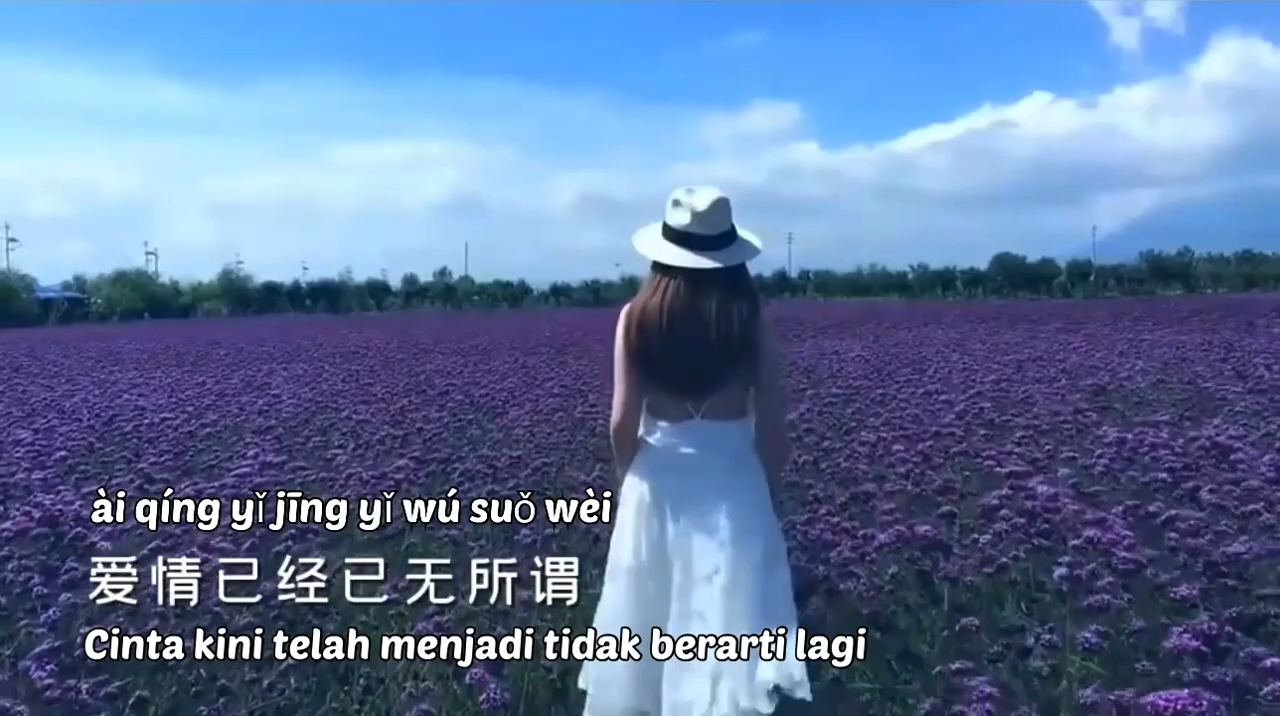 ài qíng yǐ jīng yǐ wú suǒ wèi
爱情已经已无所谓
Cinta kini telah menjadi tidak berarti lagi